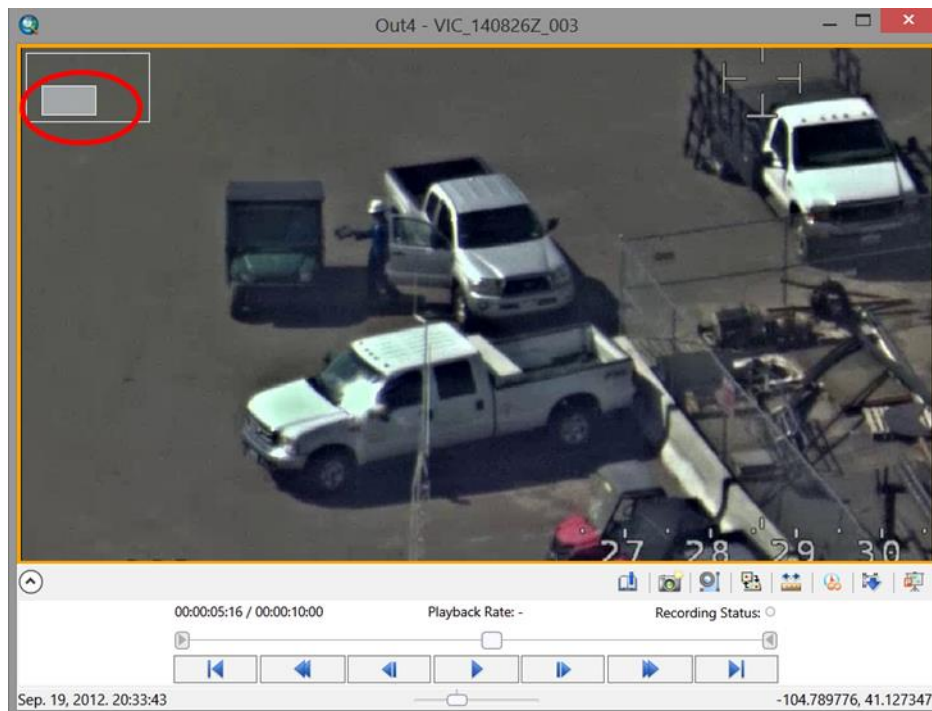 Out4 - VIC_140826Z_003
27 28 29 30
00:00:05:16 / 00:00:10:00 Playback Rate: - Recording Status:
Sep. 19, 2012. 20:33:43 -104.789776, 41.127347